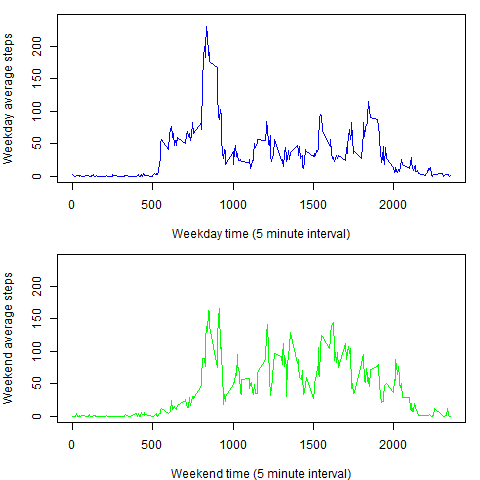 Weekday average steps
200
150
100
50
0
0 500 1000 1500 2000
Weekday time (5 minute interval)
Weekend average steps
200
150
100
50
0
0 500 1000 1500 2000
Weekend time (5 minute interval)